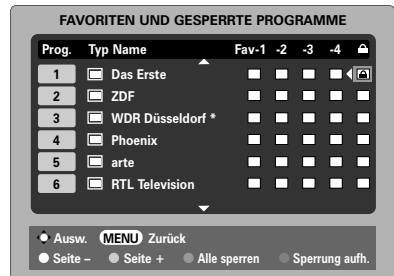 FAVORITEN UND GESPERRTE PROGRAMME
Prog. Typ Name Fav-1 -2 -3 -4
1 Das Erste
2 ZDF
3 WDR Düsseldorf *
4 Phoenix
5 arte
6 RTL Television
Ausw. MENU Zurück
Seite – Seite + Alle sperren Sperrung aufh.